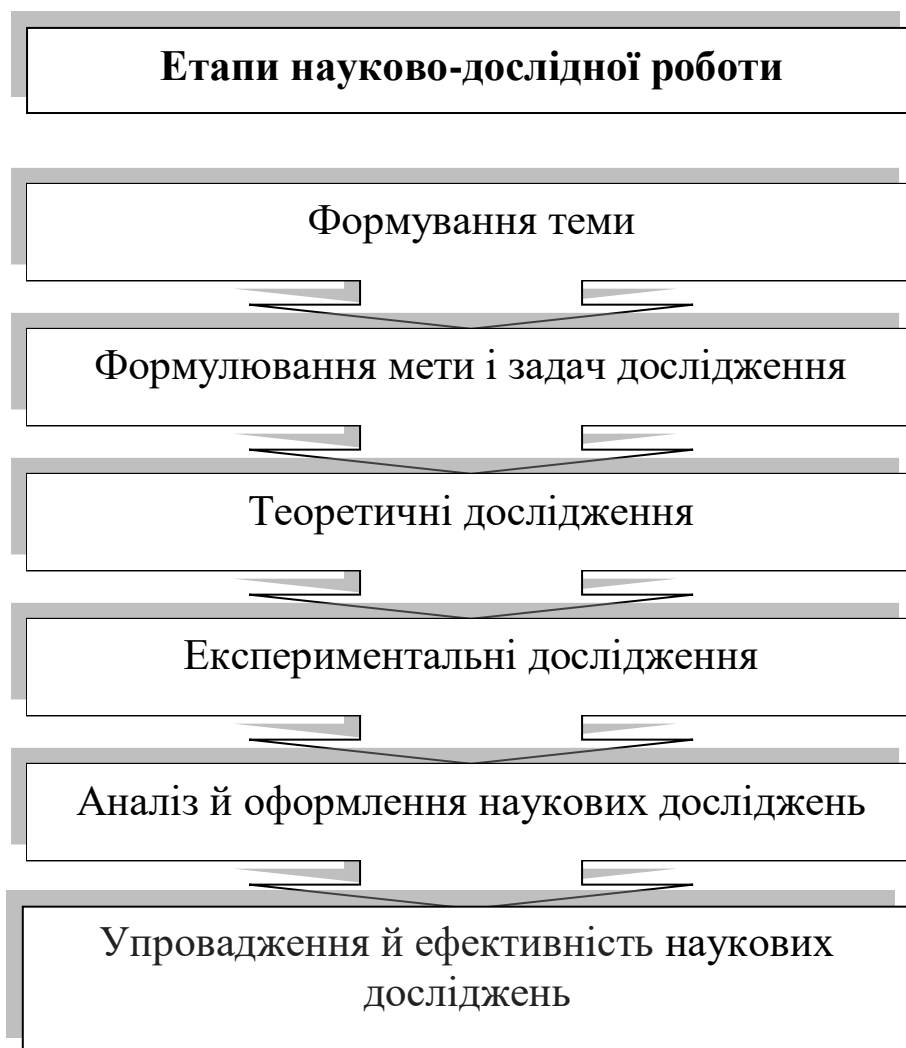 Етапи науково-дослідної роботи
Формування теми
Формулювання мети і задач дослідження
Теоретичні дослідження
Експериментальні дослідження
Аналіз й оформлення наукових досліджень
Упровадження й ефективність наукових
досліджень